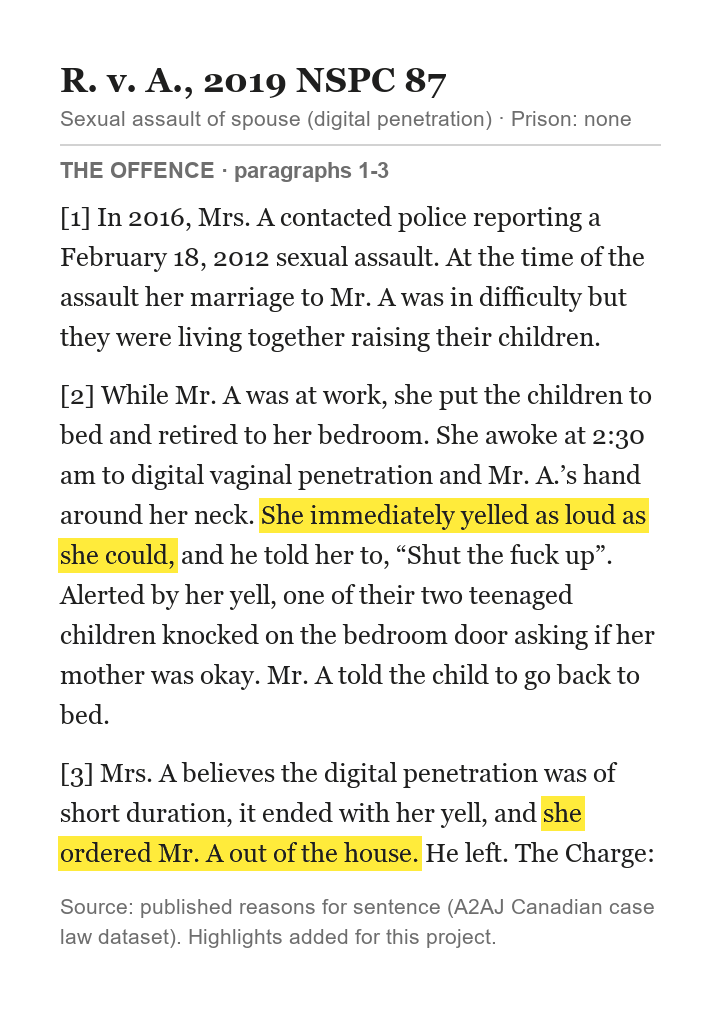 R. v. A., 2019 NSPC 87
Sexual assault of spouse (digital penetration) · Prison: none
THE OFFENCE · paragraphs 1-3
[1] In 2016, Mrs. A contacted police reporting a
February 18, 2012 sexual assault. At the time of the
assault her marriage to Mr. A was in difficulty but
they were living together raising their children.
[2] While Mr. A was at work, she put the children to
bed and retired to her bedroom. She awoke at 2:30
am to digital vaginal penetration and Mr. A.’s hand
around her neck. She immediately yelled as loud as
she could, and he told her to, “Shut the fuck up”.
Alerted by her yell, one of their two teenaged
children knocked on the bedroom door asking if her
mother was okay. Mr. A told the child to go back to
bed.
[3] Mrs. A believes the digital penetration was of
short duration, it ended with her yell, and she
ordered Mr. A out of the house. He left. The Charge:
Source: published reasons for sentence (A2AJ Canadian case
law dataset). Highlights added for this project.